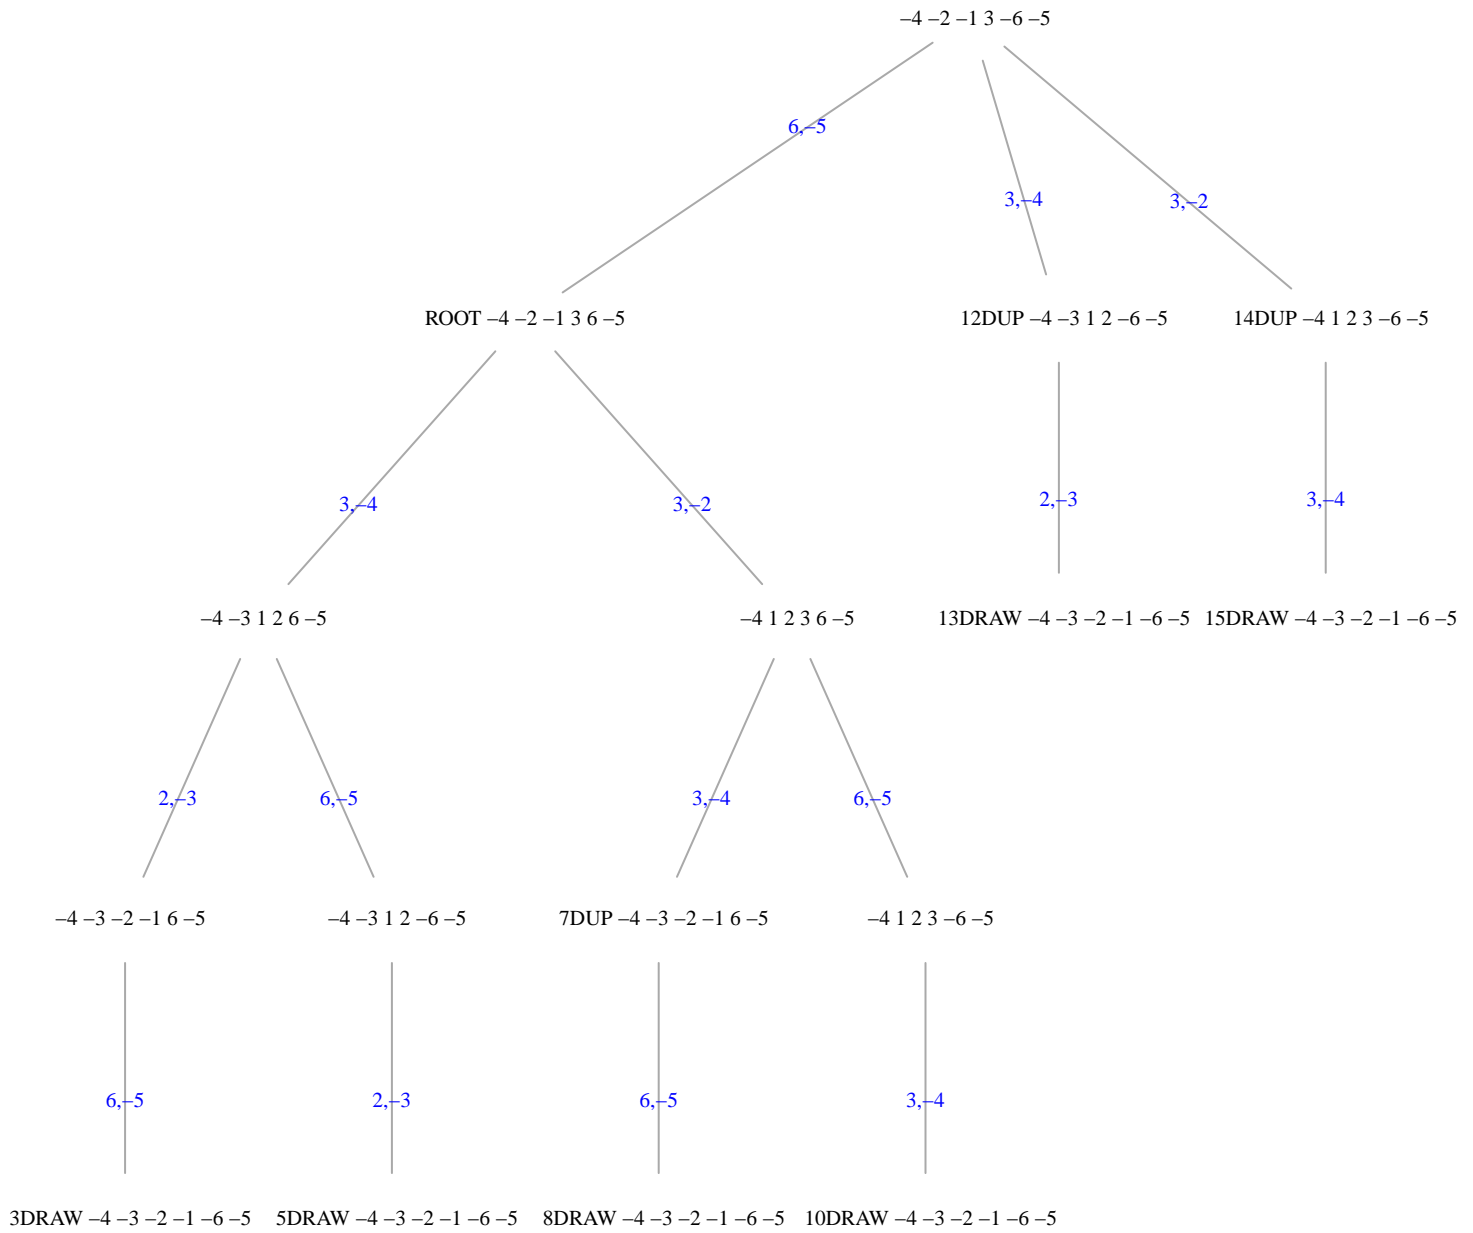 –4 –2 –1 3 –6 –5
6,–5
3,–4
3,–2
ROOT –4 –2 –1 3 6 –5
12DUP –4 –3 1 2 –6 –5
14DUP –4 1 2 3 –6 –5
3,–4
3,–2
2,–3
3,–4
–4 –3 1 2 6 –5
–4 1 2 3 6 –5
13DRAW –4 –3 –2 –1 –6 –5
15DRAW –4 –3 –2 –1 –6 –5
2,–3
6,–5
3,–4
6,–5
–4 –3 –2 –1 6 –5
–4 –3 1 2 –6 –5
7DUP –4 –3 –2 –1 6 –5
–4 1 2 3 –6 –5
6,–5
2,–3
6,–5
3,–4
3DRAW –4 –3 –2 –1 –6 –5
5DRAW –4 –3 –2 –1 –6 –5
8DRAW –4 –3 –2 –1 –6 –5
10DRAW –4 –3 –2 –1 –6 –5